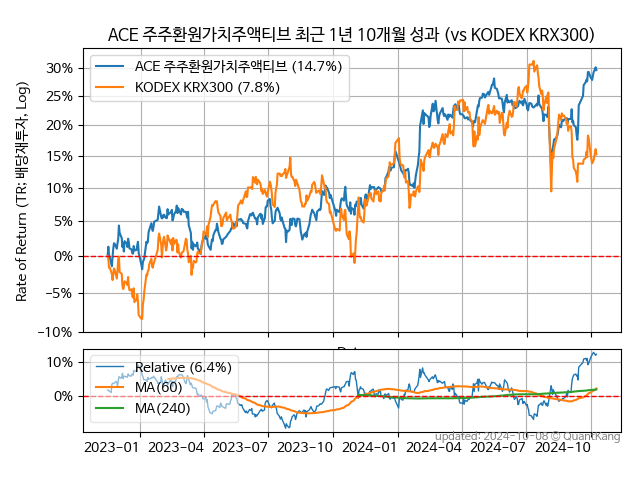 ACE 주주환원가치주액티브 최근 1년 10개월 성과 (vs KODEX KRX300)
Rate of Return (TR: 배당재투자, Log)
ACE 주주환원가치주액티브 (14.7%)
KODEX KRX300 (7.8%)
30%
25%
20%
15%
10%
5%
0%
−5%
−10%
Relative (6.4%)
MA(60)
MA(240)
10%
0%
updated: 2024-10-08 © QuantKang
2023-01 2023-04 2023-07 2023-10 2024-01 2024-04 2024-07 2024-10